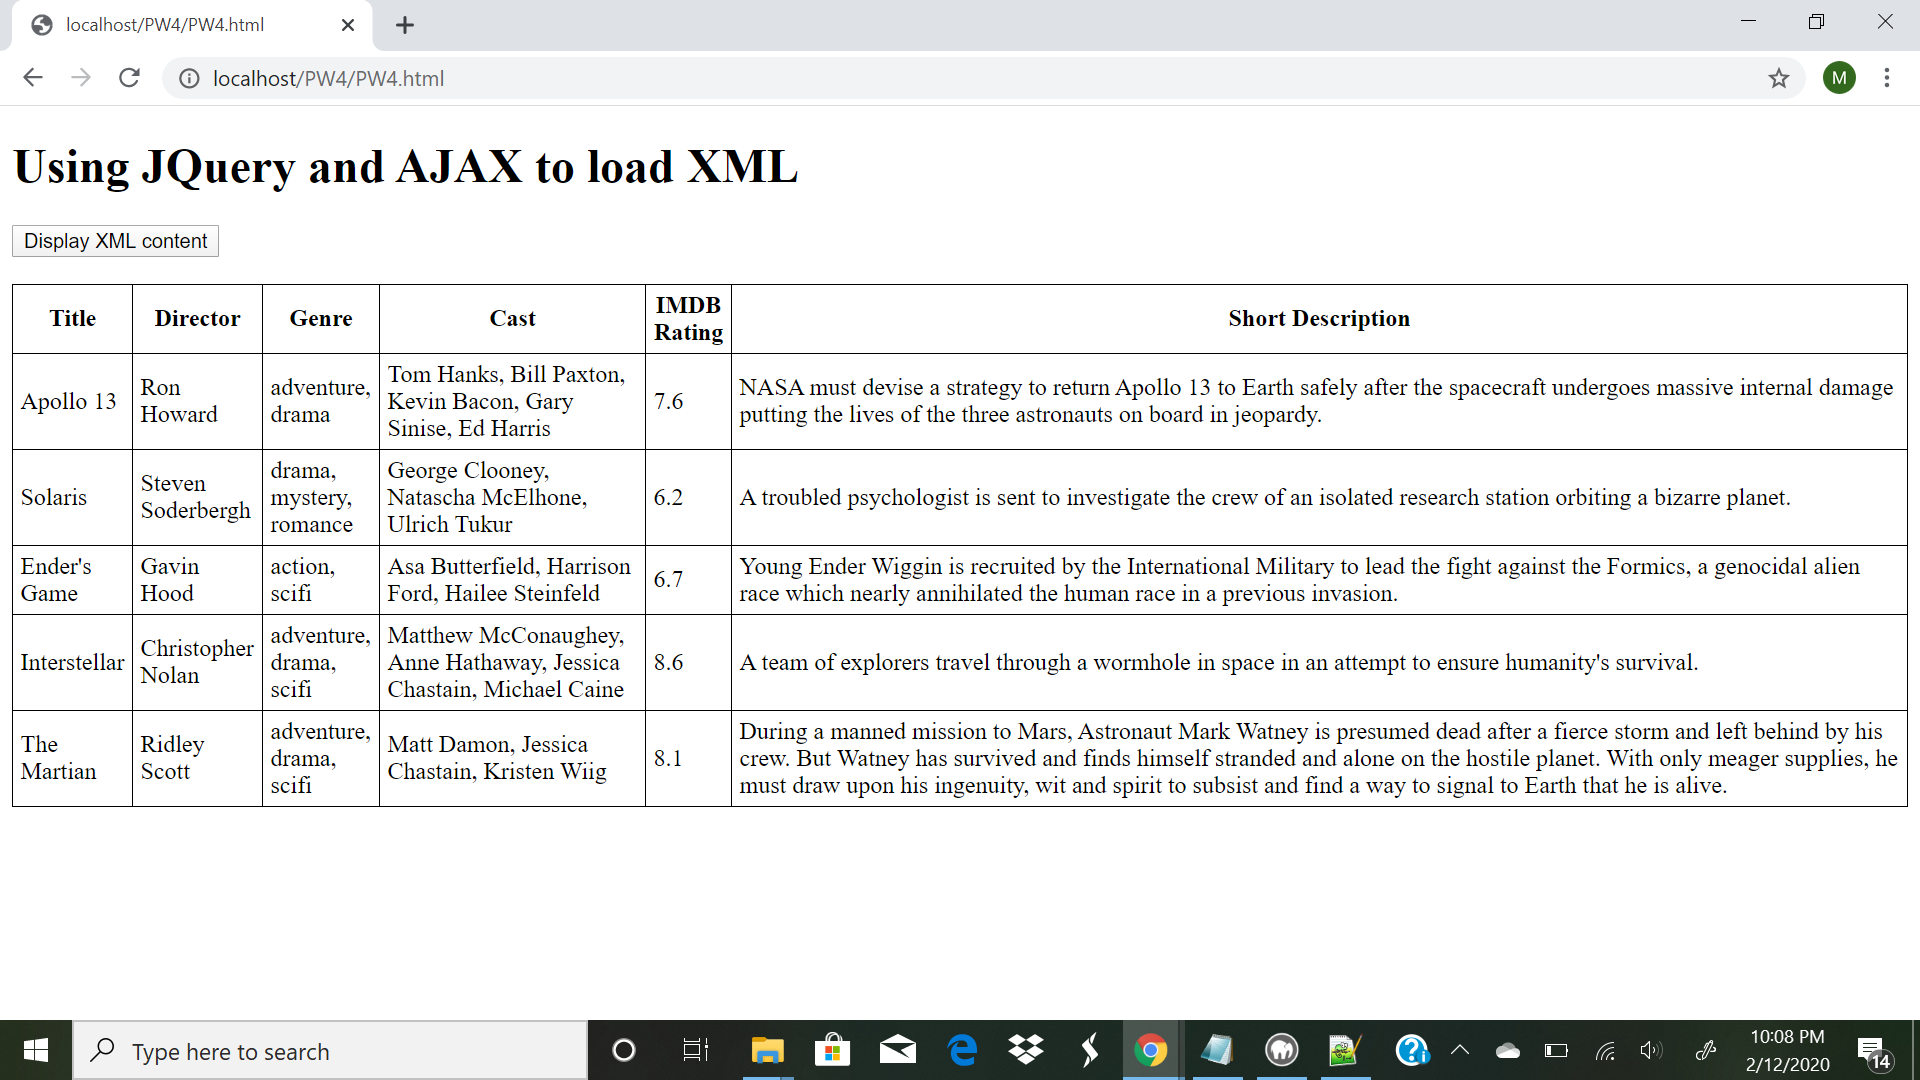 localhost/PW4/PW4.html
localhost/PW4/PW4.html
M
Using JQuery and AJAX to load XML
Display XML content
Title Director Genre Cast IMDB Rating Short Description
Apollo 13
Ron
Howard
adventure,
drama
Tom Hanks, Bill Paxton,
Kevin Bacon, Gary
Sinise, Ed Harris
7.6
NASA must devise a strategy to return Apollo 13 to Earth safely after the spacecraft undergoes massive internal damage
putting the lives of the three astronauts on board in jeopardy.
Solaris
Steven
Soderbergh
drama,
mystery,
romance
George Clooney,
Natascha McElhone,
Ulrich Tukur
6.2
A troubled psychologist is sent to investigate the crew of an isolated research station orbiting a bizarre planet.
Ender's
Game
Gavin
Hood
action,
scifi
Asa Butterfield, Harrison
Ford, Hailee Steinfeld
6.7
Young Ender Wiggin is recruited by the International Military to lead the fight against the Formics, a genocidal alien
race which nearly annihilated the human race in a previous invasion.
Interstellar
Christopher
Nolan
adventure,
drama,
scifi
Matthew McConaughey,
Anne Hathaway, Jessica
Chastain, Michael Caine
8.6
A team of explorers travel through a wormhole in space in an attempt to ensure humanity's survival.
The
Martian
Ridley
Scott
adventure,
drama,
scifi
Matt Damon, Jessica
Chastain, Kristen Wiig
8.1
During a manned mission to Mars, Astronaut Mark Watney is presumed dead after a fierce storm and left behind by his
crew. But Watney has survived and finds himself stranded and alone on the hostile planet. With only meager supplies, he
must draw upon his ingenuity, wit and spirit to subsist and find a way to signal to Earth that he is alive.
Type here to search
10:08 PM
2/12/2020
14